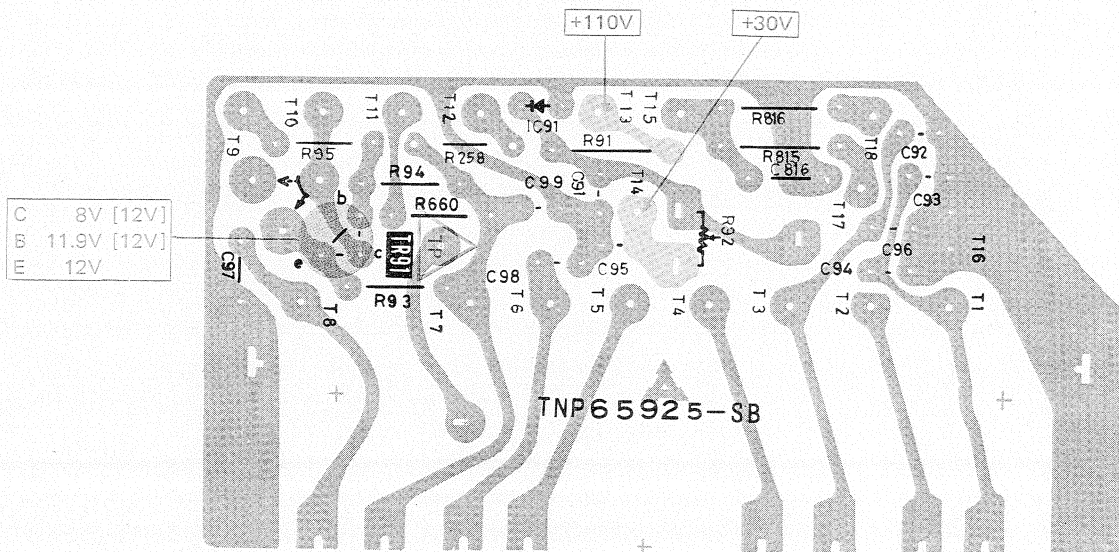 +110V
+30V
T10
T11
T12
IC91
T13
T15
R816
T9
R95
R258
R91
R815
T18
C92
C816
R94
C99
C91
T14
C93
b
R660
R92
T17
C 8V [12V]
B 11.9V [12V]
E 12V
TR91
TP
c
e
C96
T16
C97
C98
C95
C94
R93
T8
T7
T6
T5
T4
T3
T2
T1
TNP65925-SB